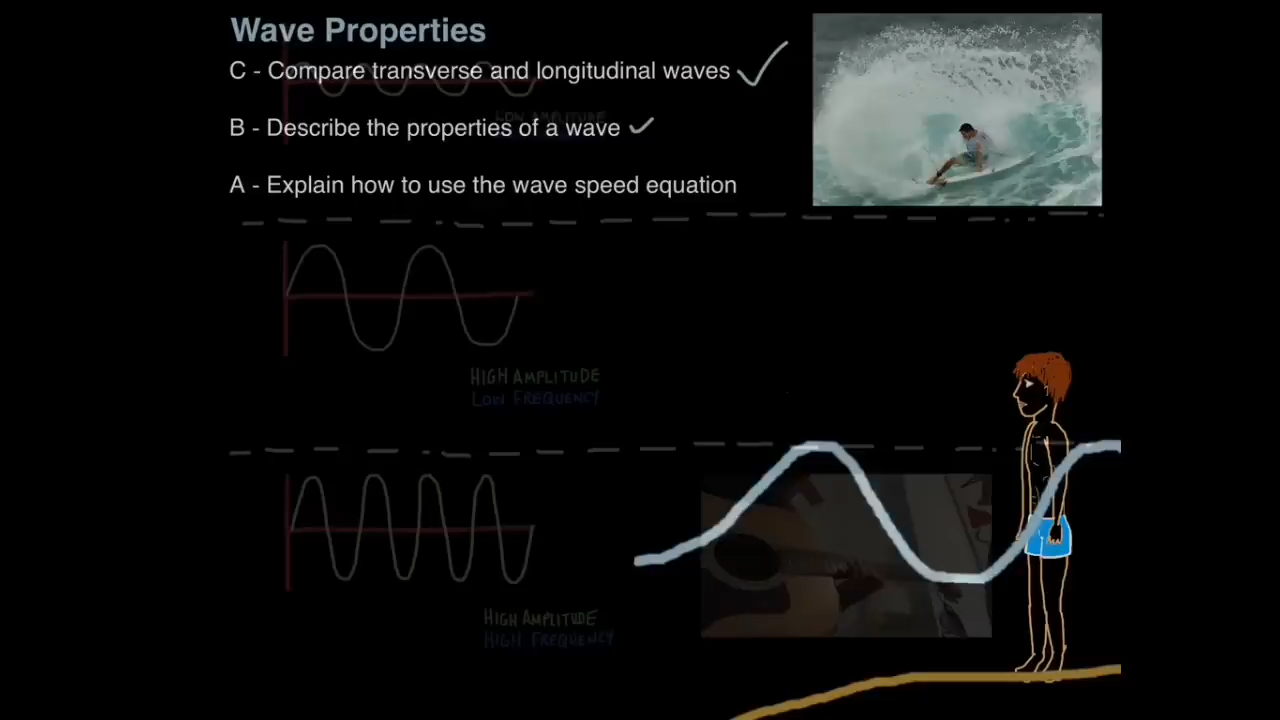 Wave Properties
C - Compare transverse and longitudinal waves
B - Describe the properties of a wave
A - Explain how to use the wave speed equation
HIGH AMPLITUDE
LOW FREQUENCY
HIGH AMPLITUDE
HIGH FREQUENCY